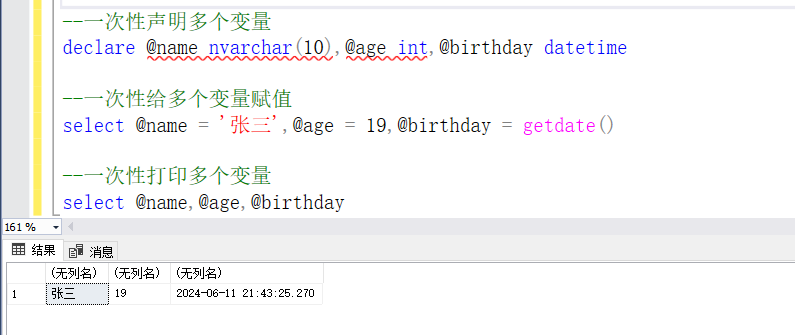 --一次性声明多个变量
declare @name nvarchar(10),@age int,@birthday datetime
--一次性给多个变量赋值
select @name = '张三',@age = 19,@birthday = getdate()
--一次性打印多个变量
select @name,@age,@birthday
161 %
结果 消息
(无列名) (无列名) (无列名)
1 张三 19 2024-06-11 21:43:25.270